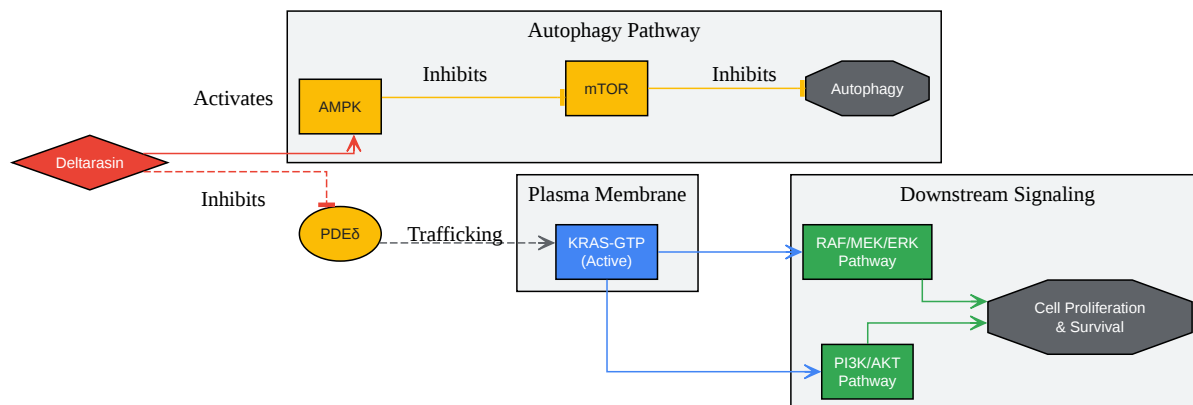 Autophagy Pathway
Inhibits
Inhibits
mTOR
Autophagy
Activates
AMPK
Deltarasin
Inhibits
Plasma Membrane
Downstream Signaling
PDEδ
Trafficking
KRAS-GTP
(Active)
RAF/MEK/ERK
Pathway
Cell Proliferation
& Survival
PI3K/AKT
Pathway